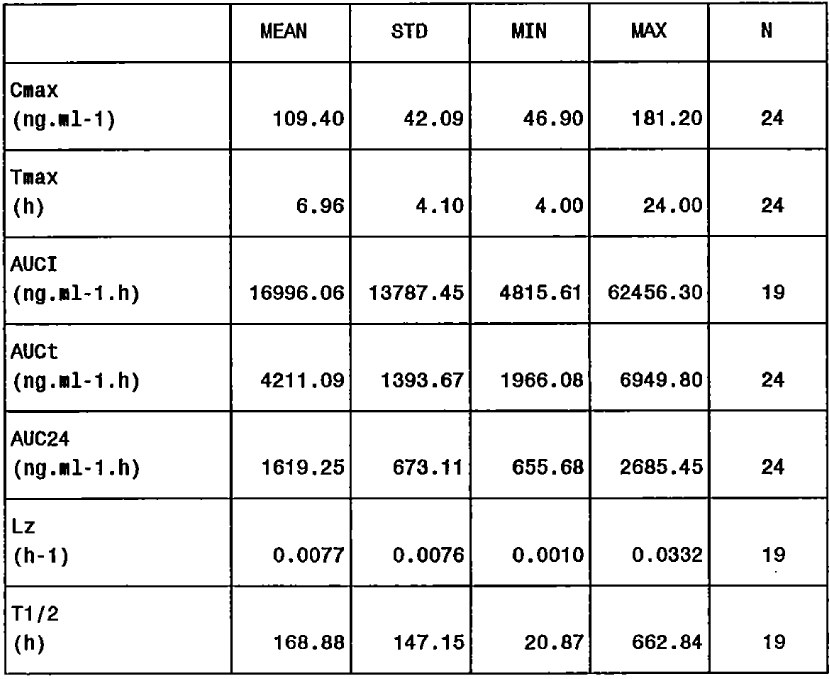 MEAN STD MIN MAX N
Cmax
(ng.ml-1) 109.40 42.09 46.90 181.20 24
Tmax
(h) 6.96 4.10 4.00 24.00 24
AUCI
(ng.ml-1.h) 16996.06 13787.45 4815.61 62456.30 19
AUCt
(ng.ml-1.h) 4211.09 1393.67 1966.08 6949.80 24
AUC24
(ng.ml-1.h) 1619.25 673.11 655.68 2685.45 24
Lz
(h-1) 0.0077 0.0076 0.0010 0.0332 19
T1/2
(h) 168.88 147.15 20.87 662.84 19